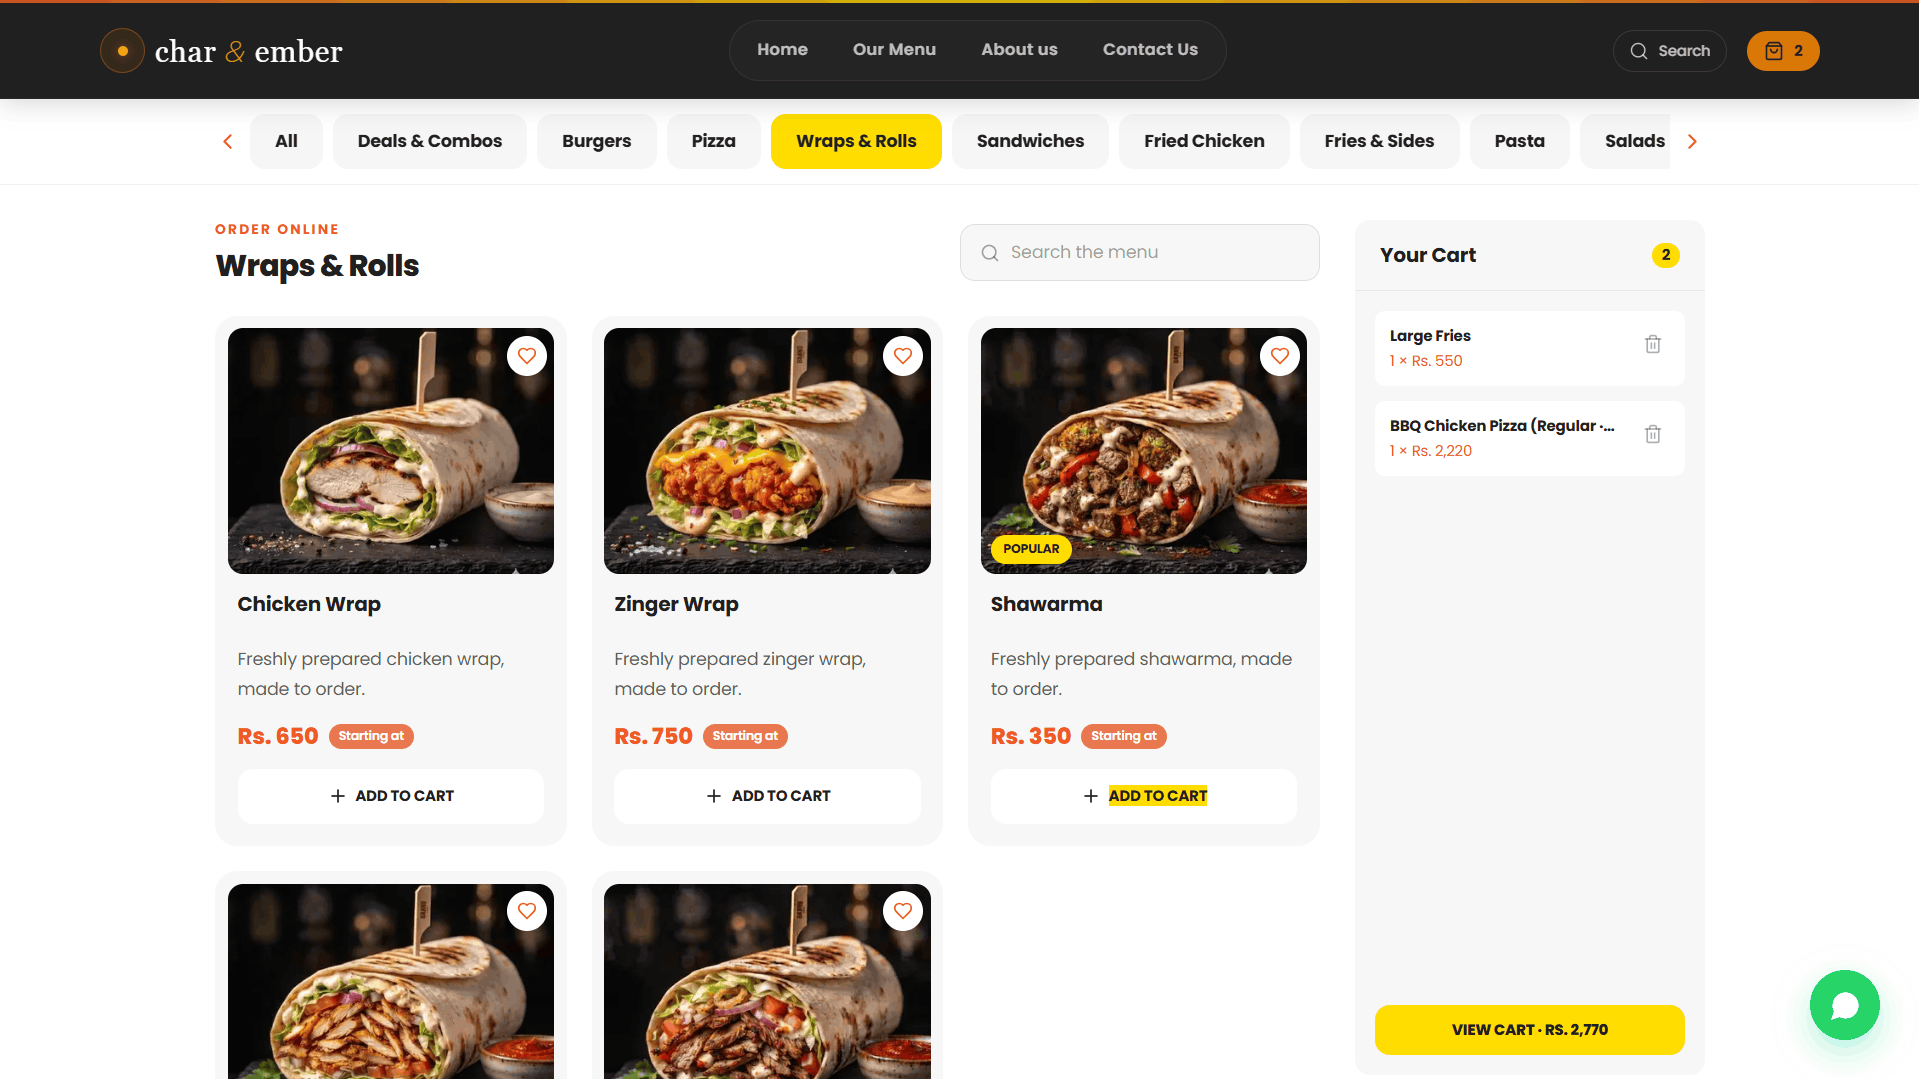 char & ember
Home
Our Menu
About us
Contact Us
Search
2
All
Deals & Combos
Burgers
Pizza
Wraps & Rolls
Sandwiches
Fried Chicken
Fries & Sides
Pasta
Salads
ORDER ONLINE
Wraps & Rolls
Search the menu
Your Cart
2
Large Fries
1 × Rs. 550
BBQ Chicken Pizza (Regular ·...
1 × Rs. 2,220
POPULAR
Chicken Wrap
Freshly prepared chicken wrap,
made to order.
Rs. 650
Starting at
ADD TO CART
Zinger Wrap
Freshly prepared zinger wrap,
made to order.
Rs. 750
Starting at
ADD TO CART
Shawarma
Freshly prepared shawarma, made
to order.
Rs. 350
Starting at
ADD TO CART
VIEW CART · RS. 2,770